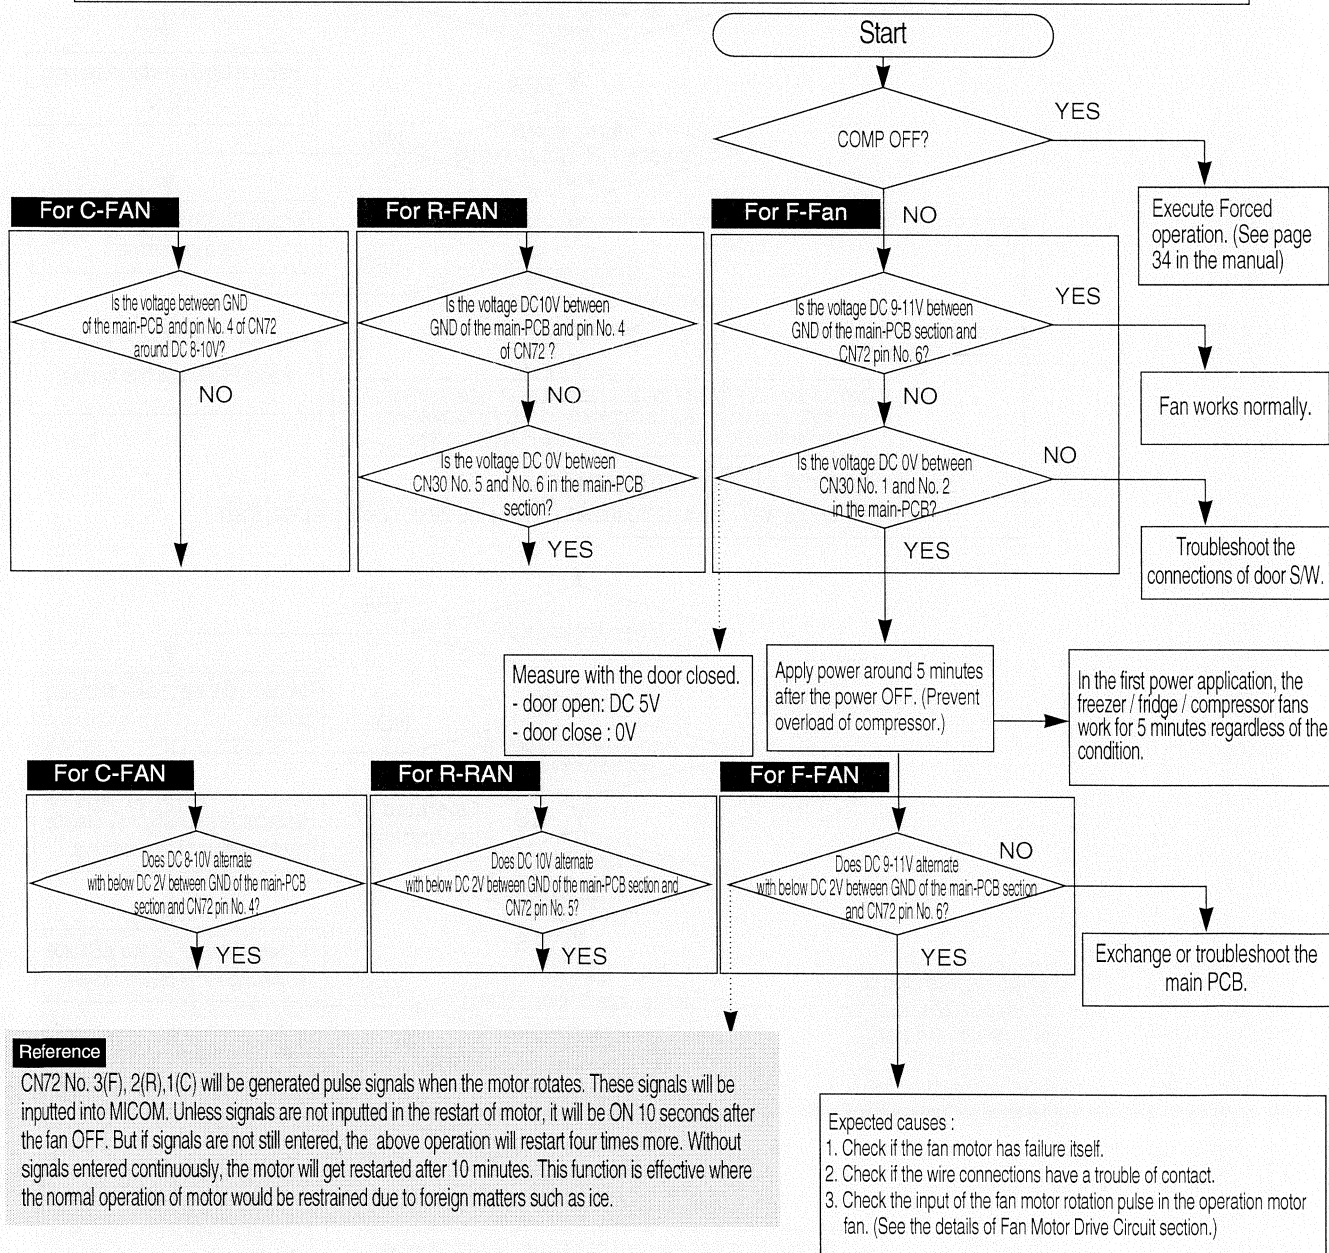 Start
COMP OFF?
YES
NO
Execute Forced
operation. (See page
34 in the manual)
For C-FAN
Is the voltage between GND
of the main-PCB and pin No. 4 of CN72
around DC 8-10V?
NO
For R-FAN
Is the voltage DC10V between
GND of the main-PCB and pin No. 4
of CN72 ?
NO
Is the voltage DC 0V between
CN30 No. 5 and No. 6 in the main-PCB
section?
YES
For F-Fan
Is the voltage DC 9-11V between
GND of the main-PCB section and
CN72 pin No. 6?
YES
Fan works normally.
NO
Is the voltage DC 0V between
CN30 No. 1 and No. 2
in the main-PCB?
NO
Troubleshoot the
connections of door S/W.
YES
Measure with the door closed.
- door open: DC 5V
- door close : 0V
Apply power around 5 minutes
after the power OFF. (Prevent
overload of compressor.)
In the first power application, the
freezer / fridge / compressor fans
work for 5 minutes regardless of the
condition.
For C-FAN
Does DC 8-10V alternate
with below DC 2V between GND of the main-PCB
section and CN72 pin No. 4?
YES
For R-RAN
Does DC 10V alternate
with below DC 2V between GND of the main-PCB section and
CN72 pin No. 5?
YES
For F-FAN
Does DC 9-11V alternate
with below DC 2V between GND of the main-PCB section
and CN72 pin No. 6?
NO
Exchange or troubleshoot the
main PCB.
YES
Reference
CN72 No. 3(F), 2(R),1(C) will be generated pulse signals when the motor rotates. These signals will be
inputted into MICOM. Unless signals are not inputted in the restart of motor, it will be ON 10 seconds after
the fan OFF. But if signals are not still entered, the above operation will restart four times more. Without
signals entered continuously, the motor will get restarted after 10 minutes. This function is effective where
the normal operation of motor would be restrained due to foreign matters such as ice.
Expected causes :
1. Check if the fan motor has failure itself.
2. Check if the wire connections have a trouble of contact.
3. Check the input of the fan motor rotation pulse in the operation motor
fan. (See the details of Fan Motor Drive Circuit section.)